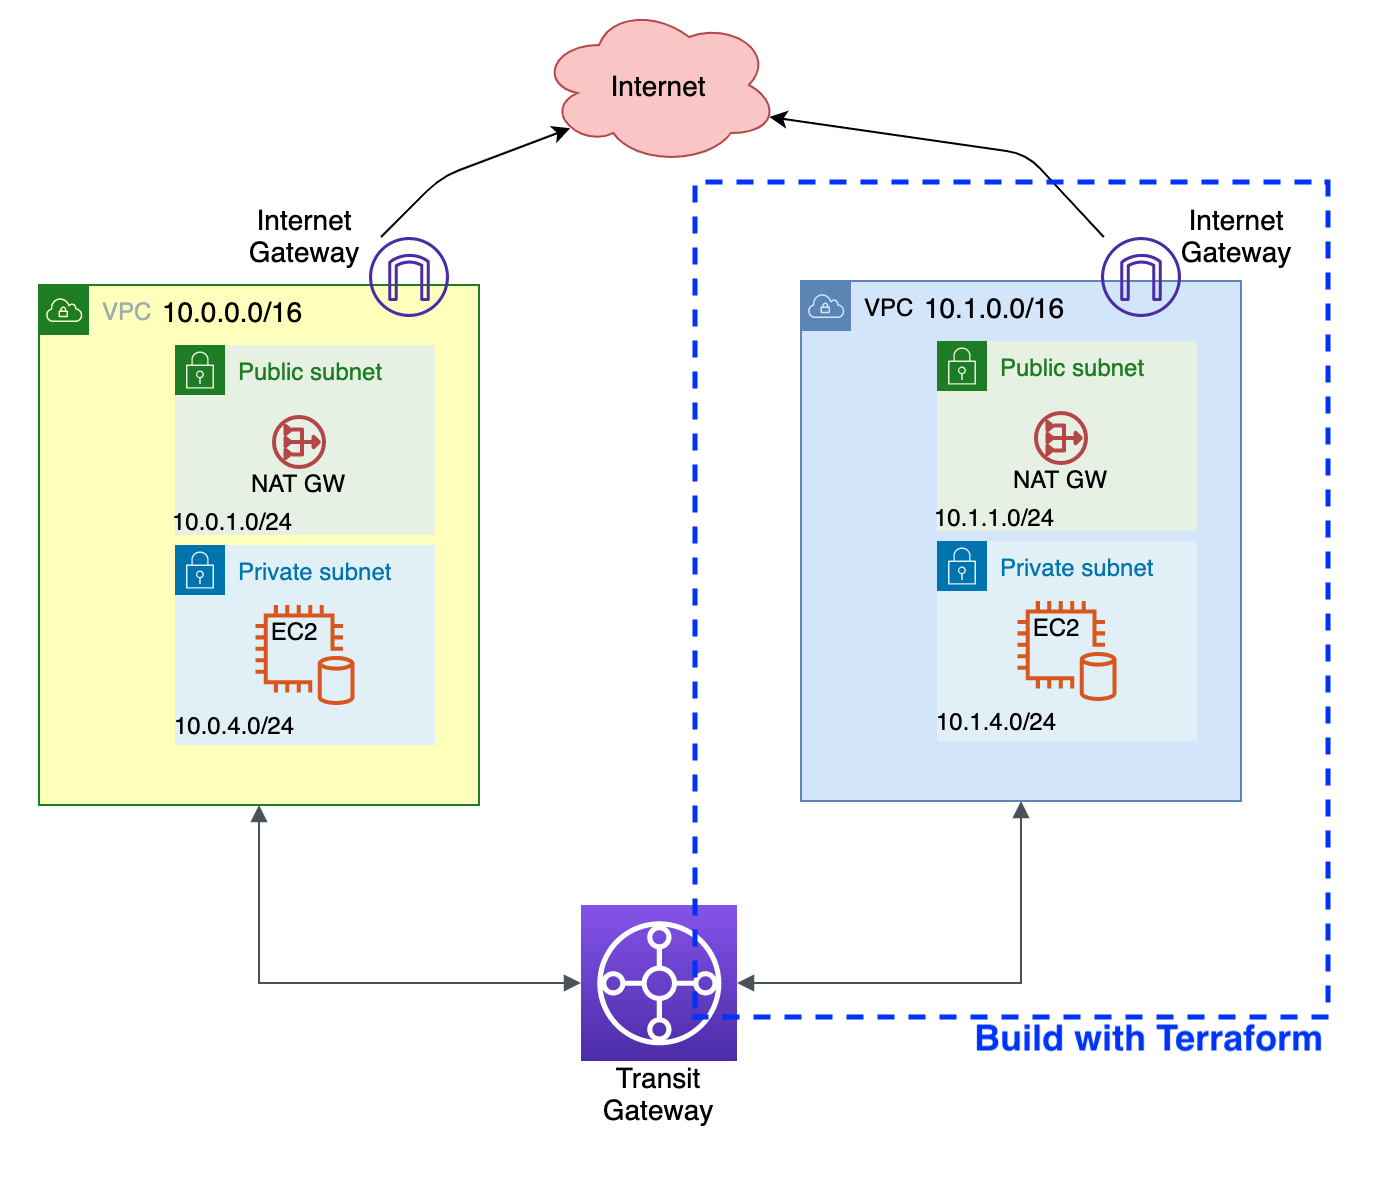 Internet
Internet
Gateway
VPC 10.0.0.0/16
Public subnet
NAT GW
10.0.1.0/24
Private subnet
EC2
10.0.4.0/24
Internet
Gateway
VPC 10.1.0.0/16
Public subnet
NAT GW
10.1.1.0/24
Private subnet
EC2
10.1.4.0/24
Build with Terraform
Transit
Gateway